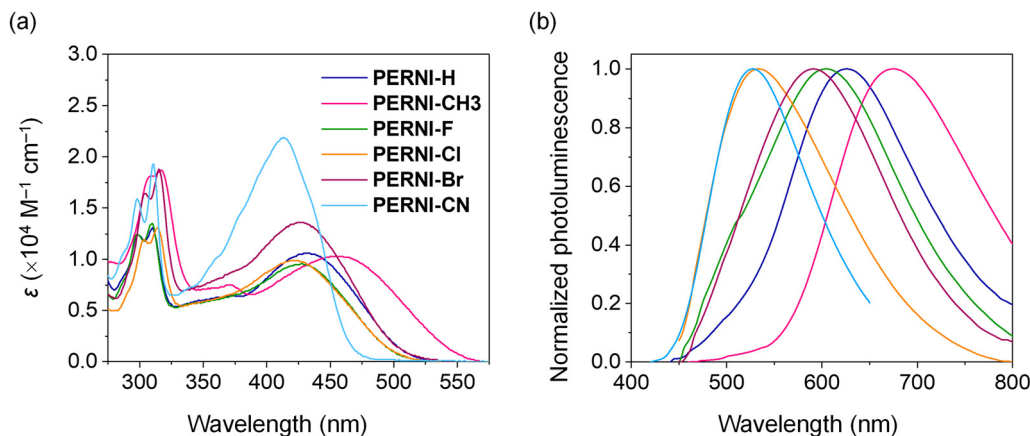 (a)
ε (×10⁴ M⁻¹ cm⁻¹)
3.0
2.5
2.0
1.5
1.0
0.5
0.0
PERNI-H
PERNI-CH3
PERNI-F
PERNI-Cl
PERNI-Br
PERNI-CN
275 300 350 400 450 500 550
Wavelength (nm)
(b)
Normalized photoluminescence
1.0
0.8
0.6
0.4
0.2
0.0
400 500 600 700 800
Wavelength (nm)